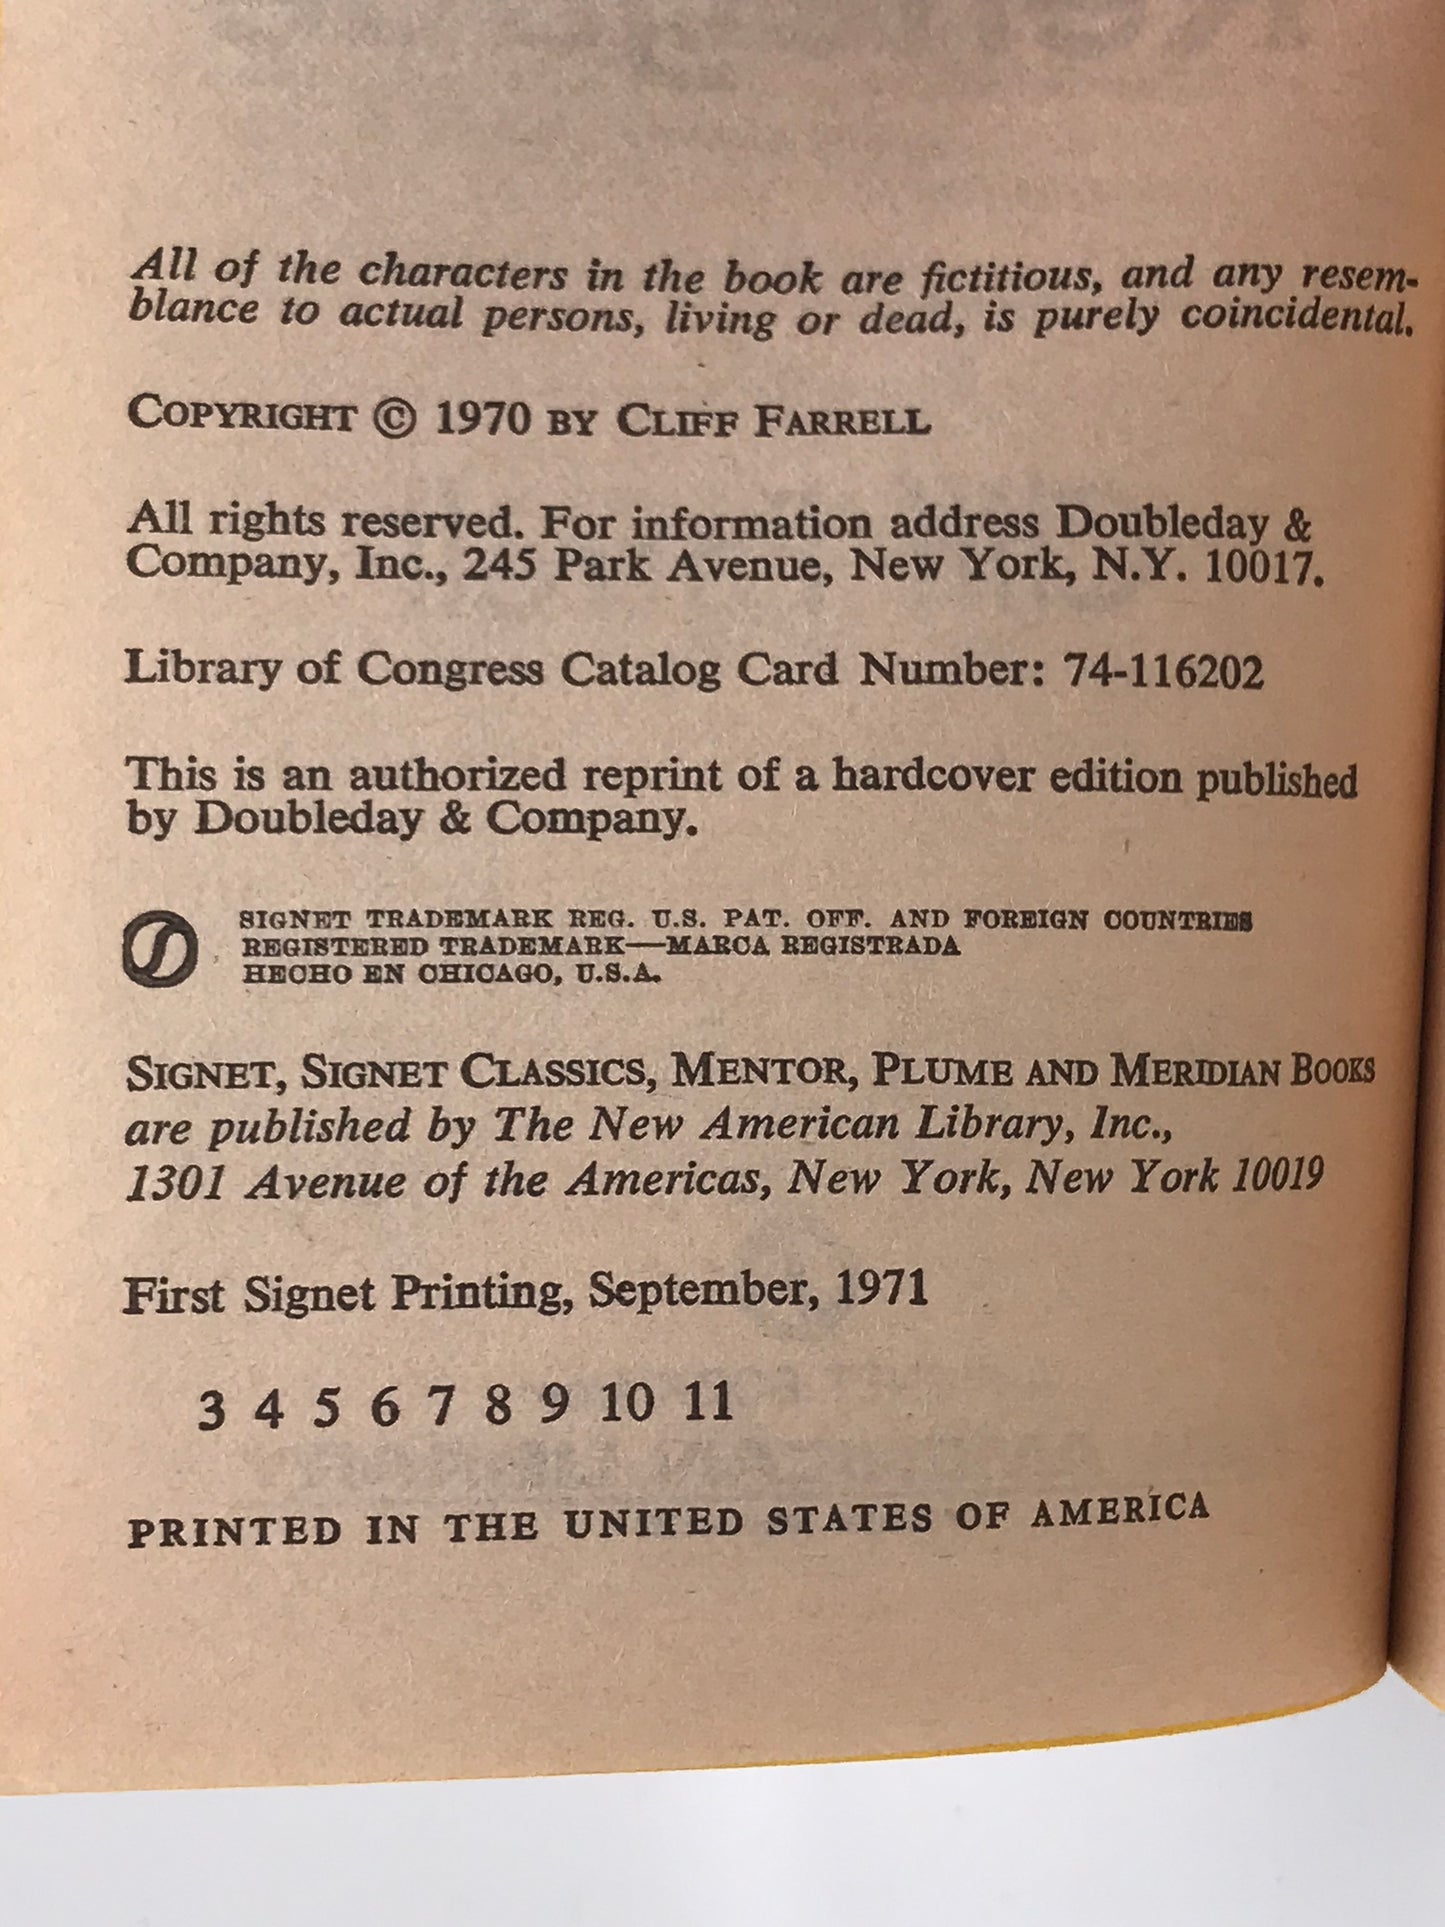 All of the characters in the book are fictitious, and any resem-
blance to actual persons, living or dead, is purely coincidental.
COPYRIGHT © 1970 BY CLIFF FARRELL
All rights reserved. For information address Doubleday &
Company, Inc., 245 Park Avenue, New York, N.Y. 10017.
Library of Congress Catalog Card Number: 74-116202
This is an authorized reprint of a hardcover edition published
by Doubleday & Company.
SIGNET TRADEMARK REG. U.S. PAT. OFF. AND FOREIGN COUNTRIES
REGISTERED TRADEMARK—MARCA REGISTRADA
HECHO EN CHICAGO, U.S.A.
SIGNET, SIGNET CLASSICS, MENTOR, PLUME AND MERIDIAN BOOKS
are published by The New American Library, Inc.,
1301 Avenue of the Americas, New York, New York 10019
First Signet Printing, September, 1971
3 4 5 6 7 8 9 10 11
PRINTED IN THE UNITED STATES OF AMERICA